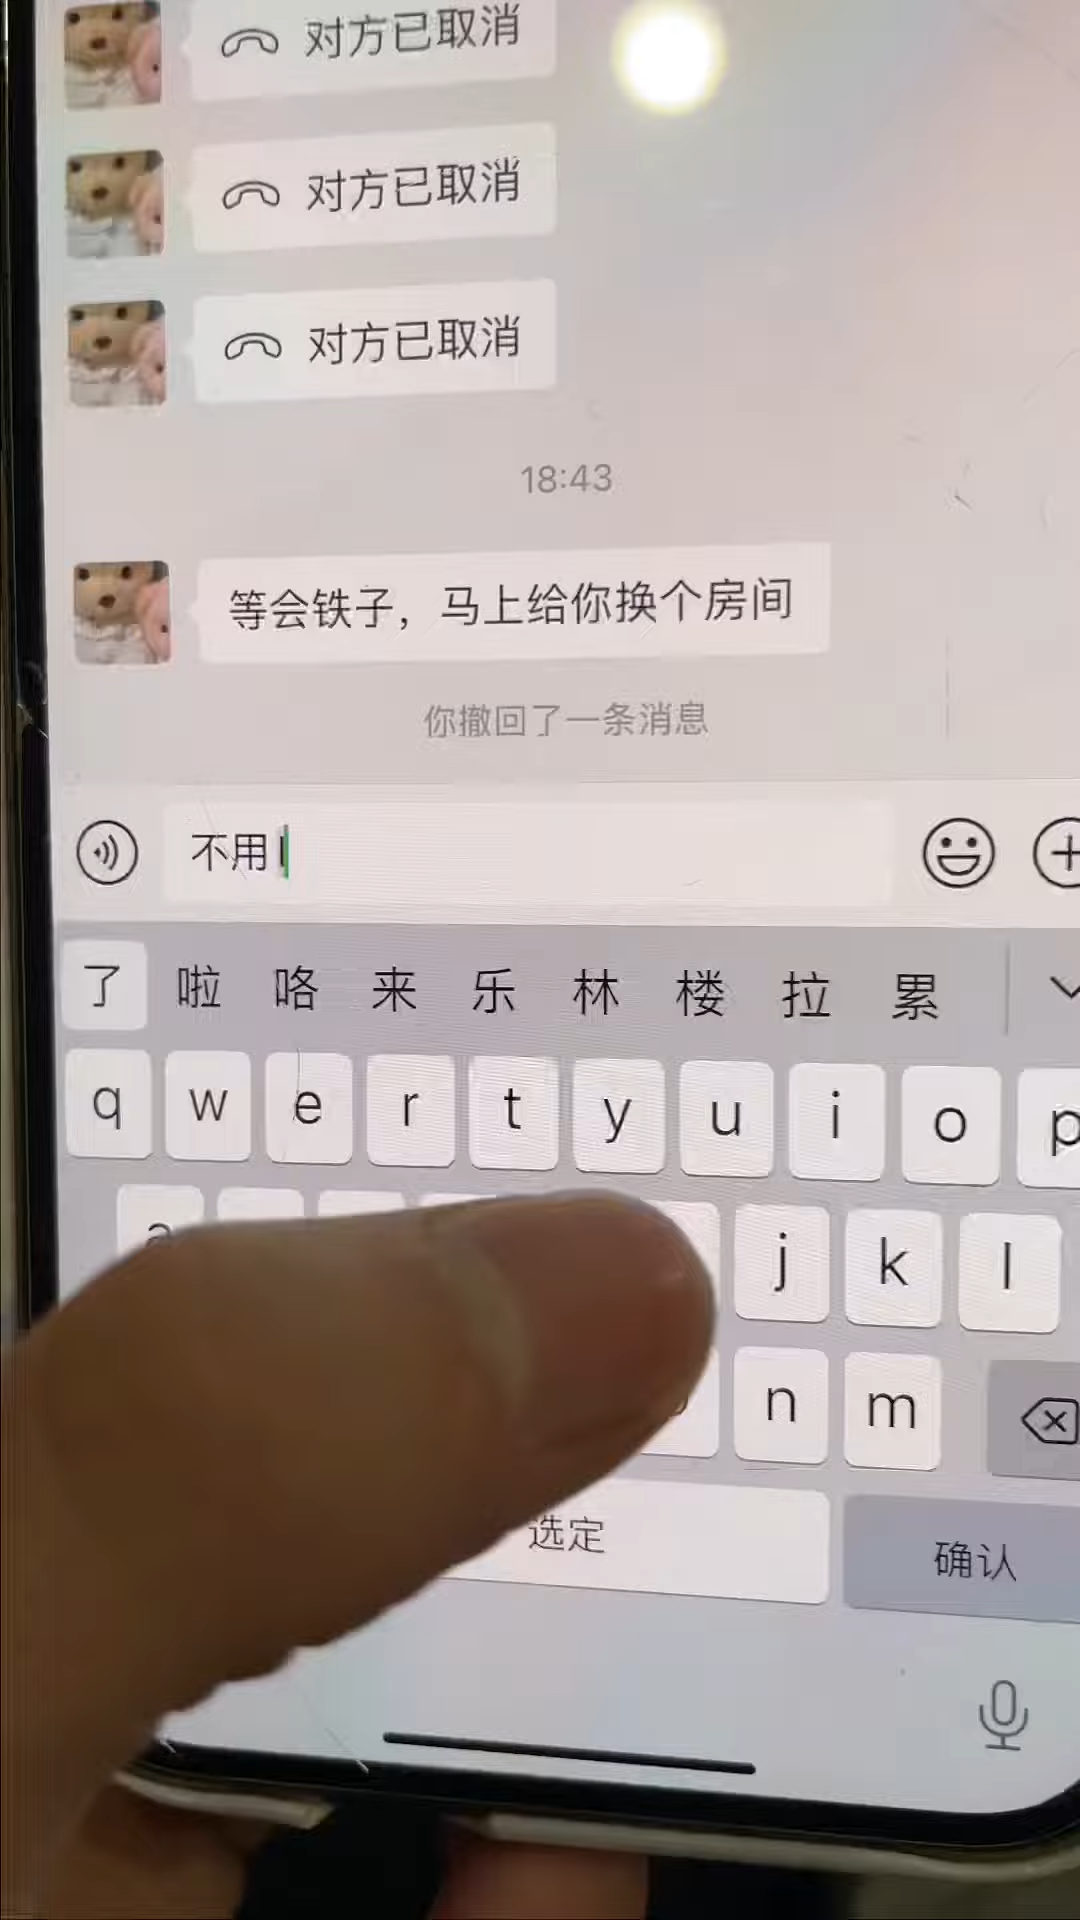 对方已取消
对方已取消
对方已取消
18:43
等会铁子，马上给你换个房间
你撤回了一条消息
不用l
了 啦 咯 来 乐 林 楼 拉 累
q w e r t y u i o p
a j k l
n m
选定 确认